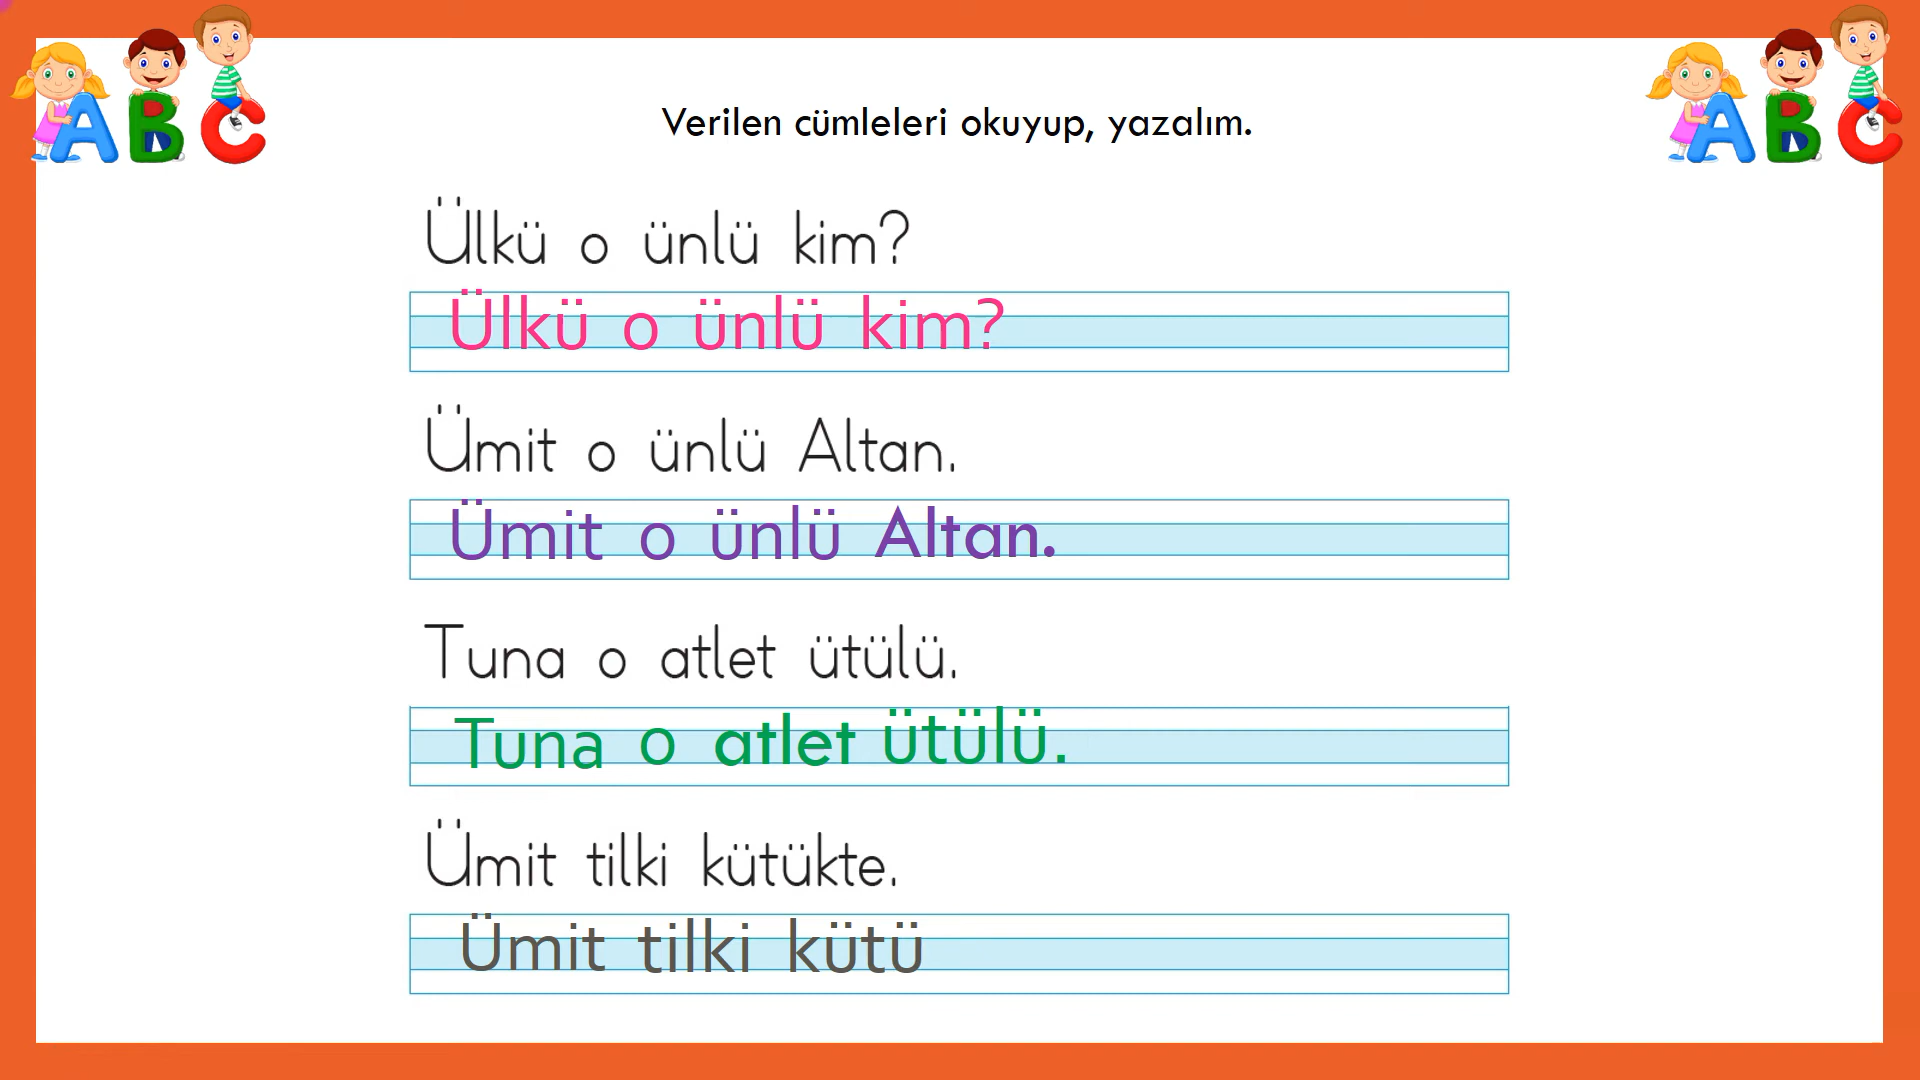 A B C
A B C
Verilen cümleleri okuyup, yazalım.
Ülkü o ünlü kim?
Ülkü o ünlü kim?
Ümit o ünlü Altan.
Ümit o ünlü Altan.
Tuna o atlet ütülü.
Tuna o atlet ütülü.
Ümit tilki kütükte.
Ümit tilki kütü